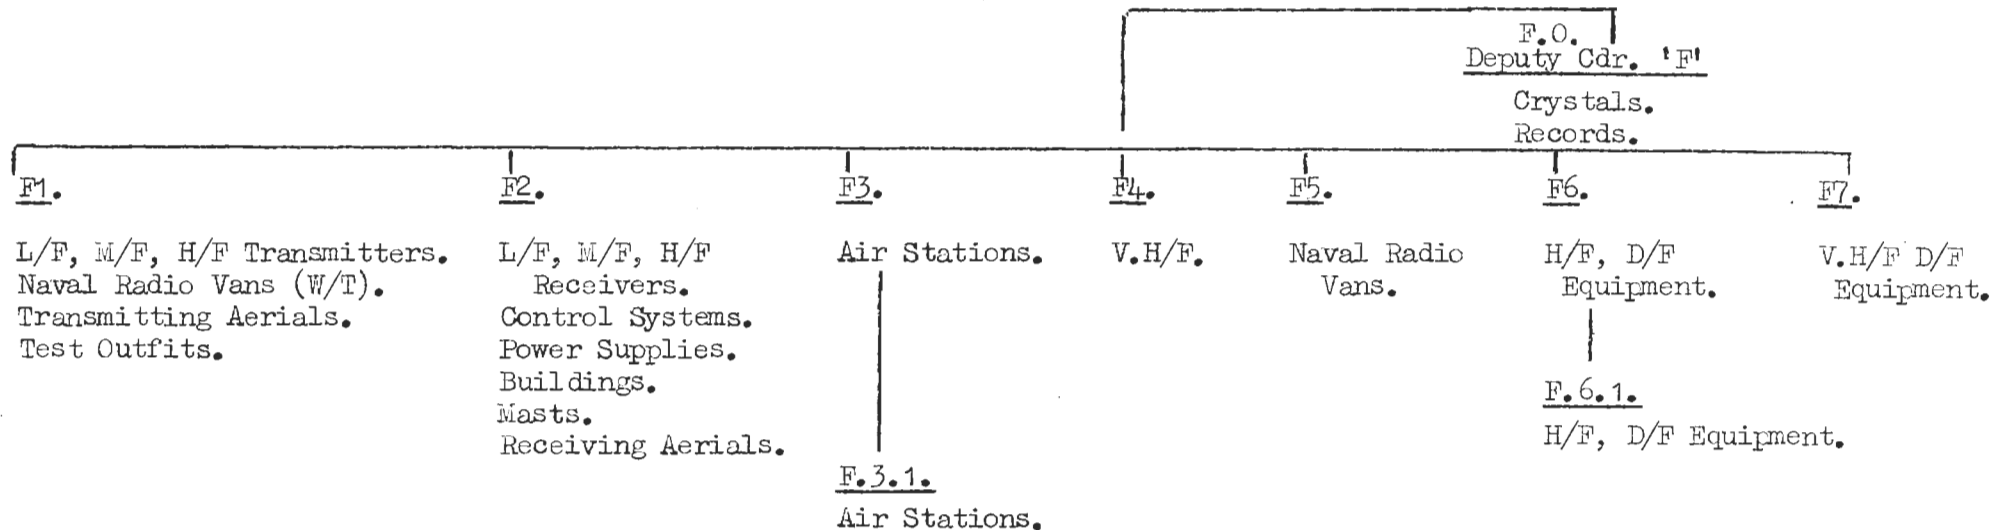 F.O.
Deputy Cdr. 'F'
Crystals.
Records.
F1.
L/F, M/F, H/F Transmitters.
Naval Radio Vans (W/T).
Transmitting Aerials.
Test Outfits.
F2.
L/F, M/F, H/F
Receivers.
Control Systems.
Power Supplies.
Buildings.
Masts.
Receiving Aerials.
F3.
Air Stations.
F.3.1.
Air Stations.
F4.
V.H/F.
F5.
Naval Radio
Vans.
F6.
H/F, D/F
Equipment.
F.6.1.
H/F, D/F Equipment.
F7.
V.H/F D/F
Equipment.